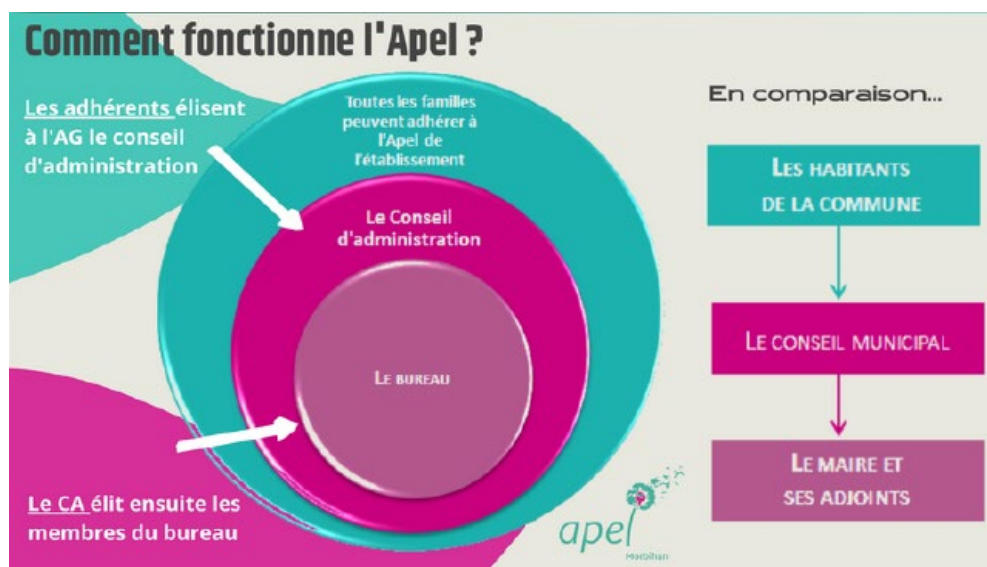 Comment fonctionne l'Apel ?
Les adhérents élisent
à l'AG le conseil
d'administration
Toutes les familles
peuvent adhérer à
l'Apel de
l'établissement
Le Conseil
d'administration
LE BUREAU
Le CA élit ensuite les
membres du bureau
apel
Morbihan
En comparaison...
LES HABITANTS
DE LA COMMUNE
LE CONSEIL MUNICIPAL
LE MAIRE ET
SES ADJOINTS